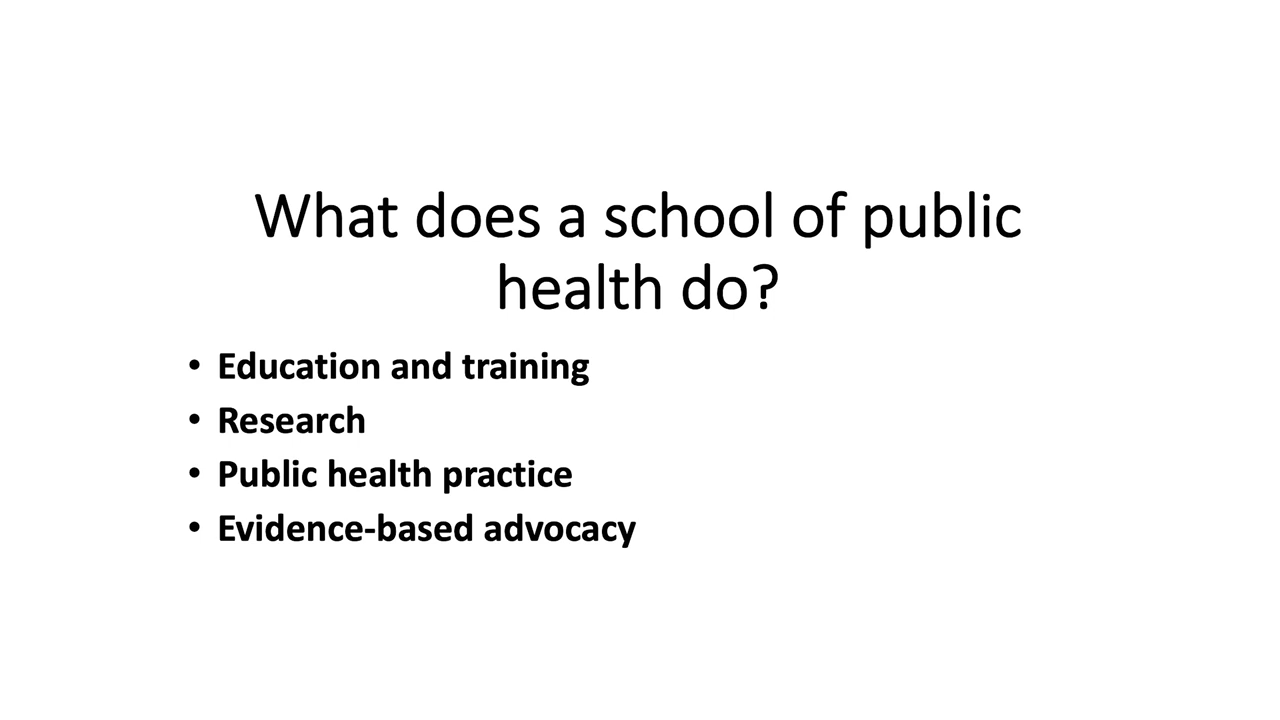 What does a school of public
health do?
• Education and training
• Research
• Public health practice
• Evidence-based advocacy